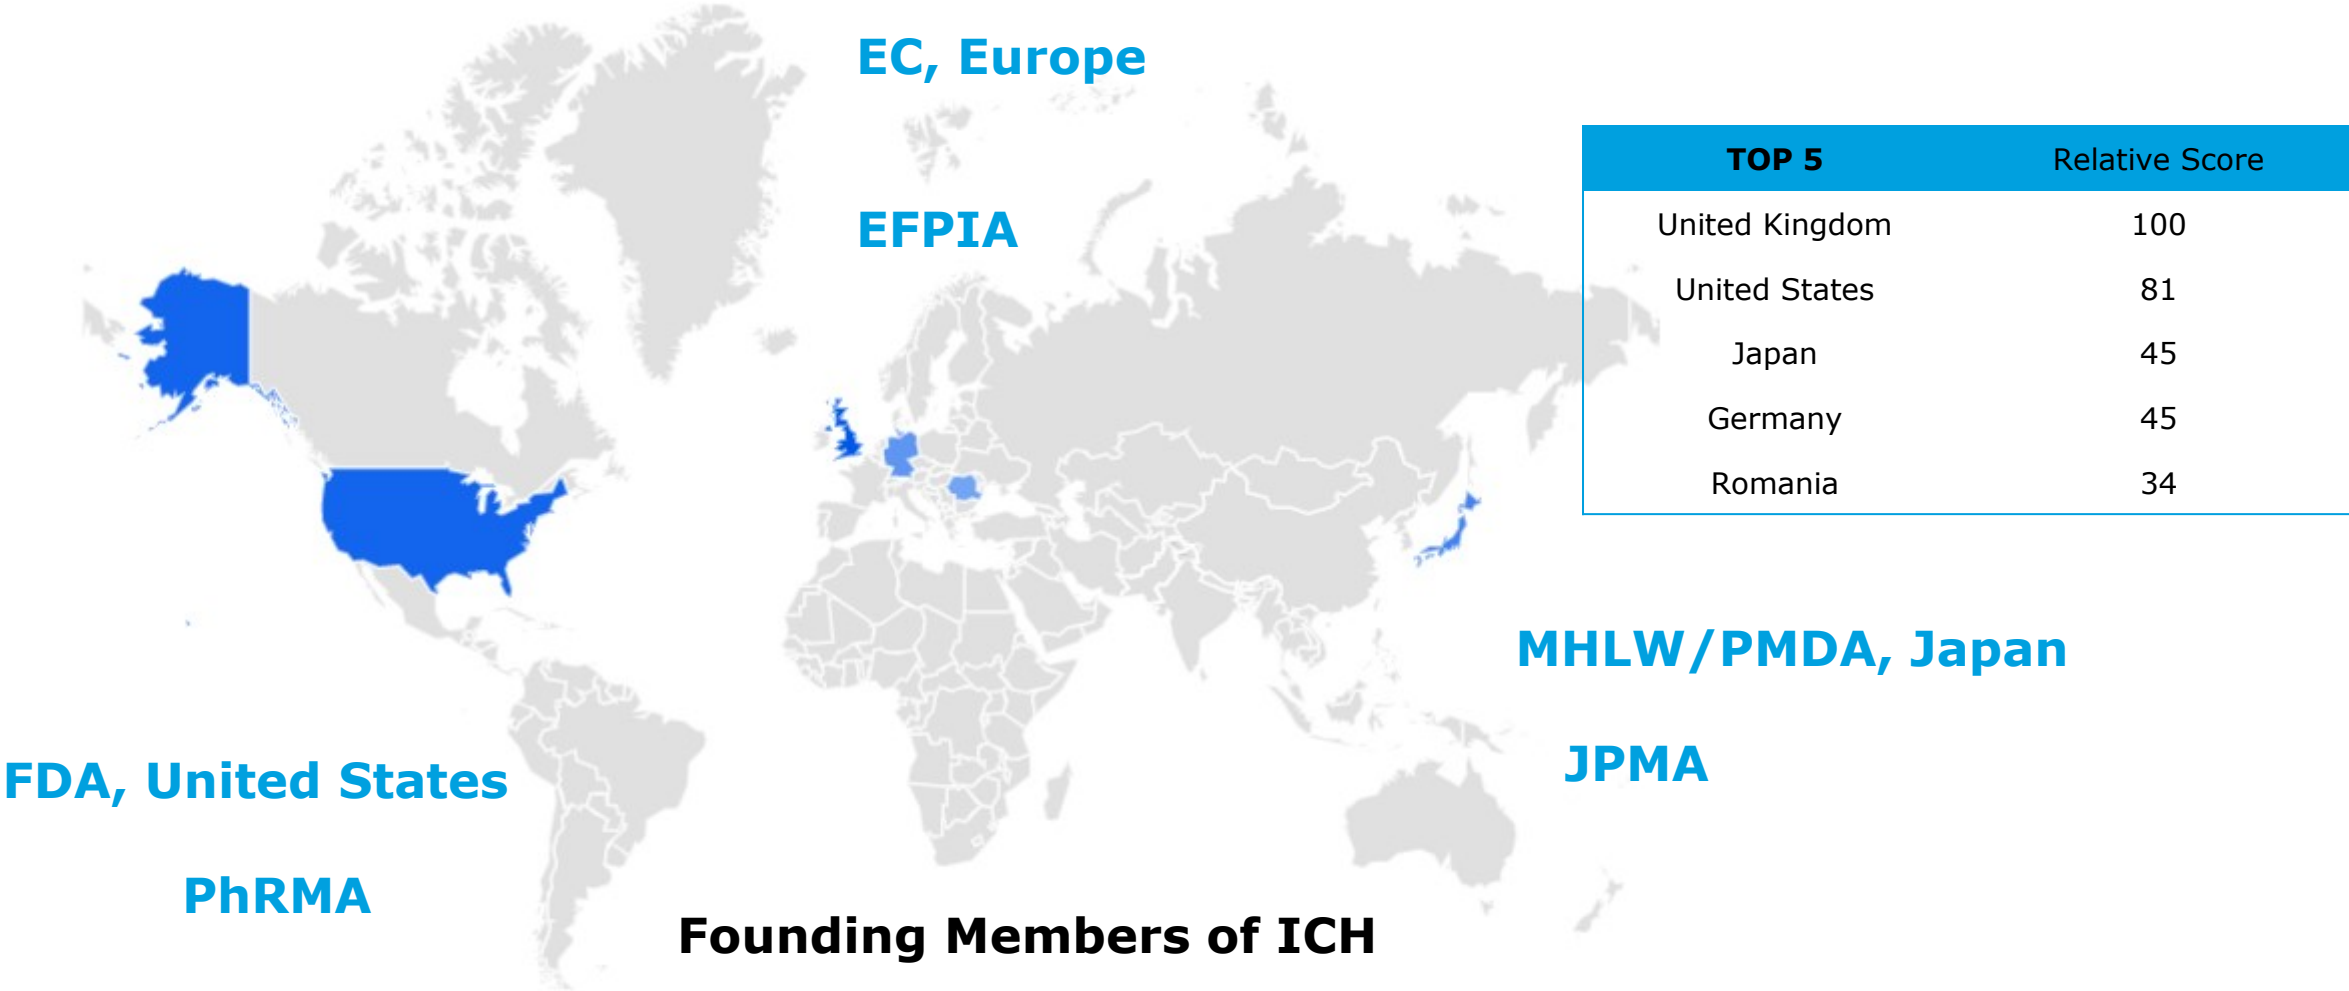 EC, Europe
EFPIA
TOP 5 Relative Score
United Kingdom 100
United States 81
Japan 45
Germany 45
Romania 34
MHLW/PMDA, Japan
JPMA
FDA, United States
PhRMA
Founding Members of ICH